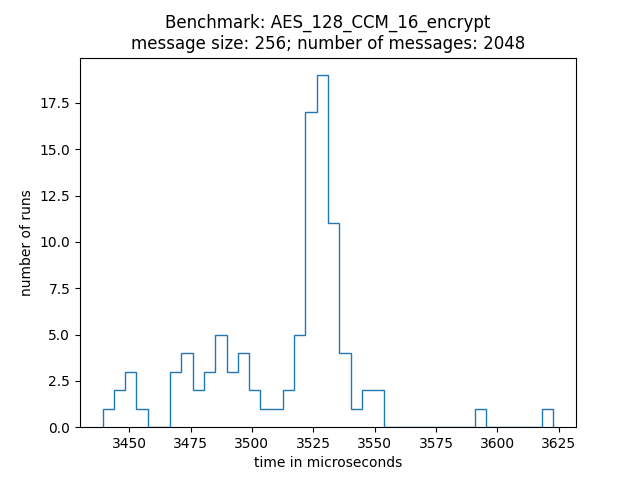 Benchmark: AES_128_CCM_16_encrypt
message size: 256; number of messages: 2048
17.5
15.0
12.5
10.0
7.5
5.0
2.5
0.0
number of runs
3450 3475 3500 3525 3550 3575 3600 3625
time in microseconds